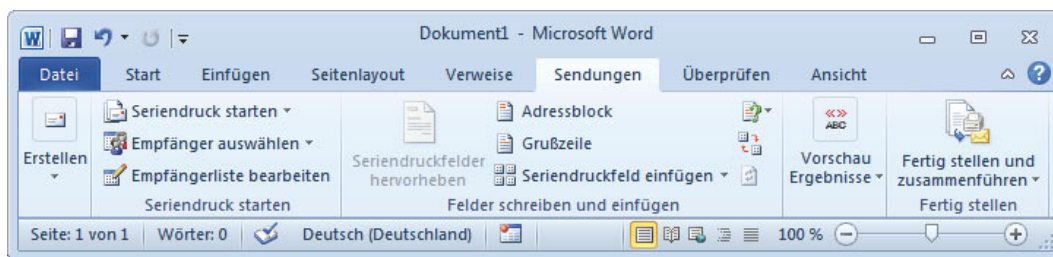 W
Dokument1 - Microsoft Word
Datei Start Einfügen Seitenlayout Verweise Sendungen Überprüfen Ansicht
Erstellen
Seriendruck starten
Empfänger auswählen
Empfängerliste bearbeiten
Seriendruck starten
Seriendruckfelder
hervorheben
Adressblock
Grußzeile
Seriendruckfeld einfügen
Felder schreiben und einfügen
«»
ABC
Vorschau
Ergebnisse
Fertig stellen und
zusammenführen
Fertig stellen
Seite: 1 von 1 Wörter: 0 Deutsch (Deutschland) 100 %